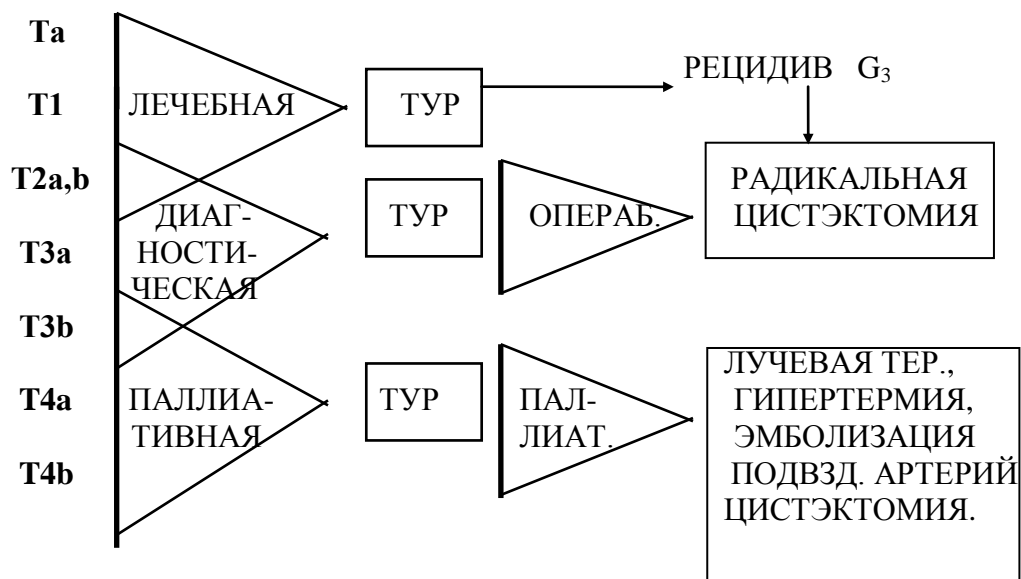 Ta
T1
T2a,b
T3a
T3b
T4a
T4b
ЛЕЧЕБНАЯ
ТУР
РЕЦИДИВ G₃
ДИАГ-
НОСТИ-
ЧЕСКАЯ
ТУР
ОПЕРАБ.
РАДИКАЛЬНАЯ
ЦИСТЭКТОМИЯ
ПАЛЛИА-
ТИВНАЯ
ТУР
ПАЛ-
ЛИАТ.
ЛУЧЕВАЯ ТЕР.,
ГИПЕРТЕРМИЯ,
ЭМБОЛИЗАЦИЯ
ПОДВЗД. АРТЕРИЙ
ЦИСТЭКТОМИЯ.